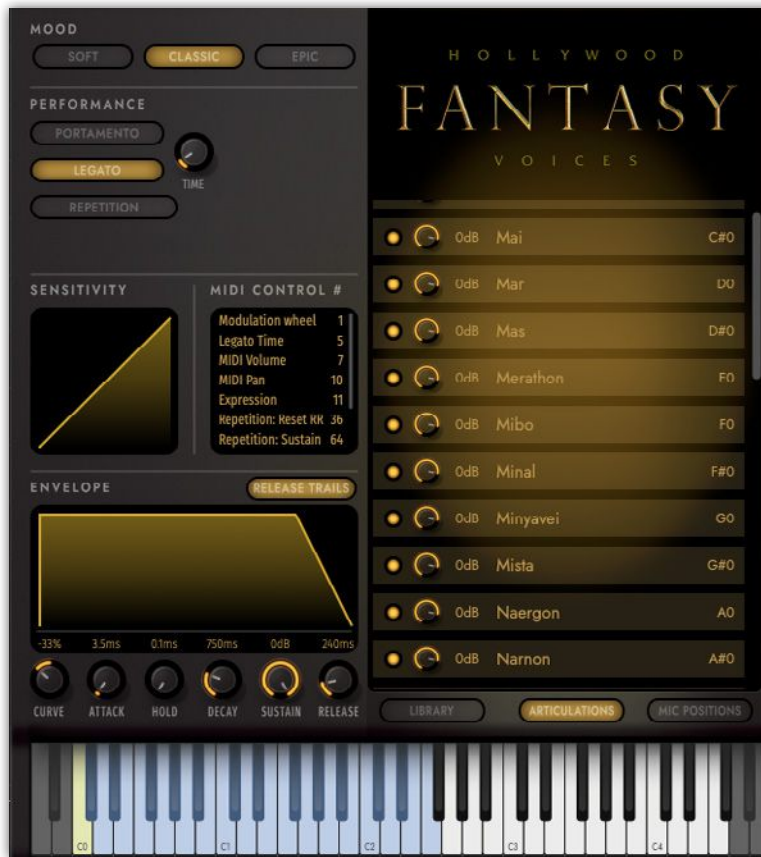 MOOD
SOFT CLASSIC EPIC
PERFORMANCE
PORTAMENTO
LEGATO
TIME
REPETITION
SENSITIVITY
MIDI CONTROL #
Modulation wheel 1
Legato Time 5
MIDI Volume 7
MIDI Pan 10
Expression 11
Repetition: Reset RR 36
Repetition: Sustain 64
ENVELOPE RELEASE TRAILS
-33% 3.5ms 0.1ms 750ms 0dB 240ms
CURVE ATTACK HOLD DECAY SUSTAIN RELEASE
HOLLYWOOD
FANTASY
VOICES
0dB Mai C#0
0dB Mar D0
0dB Mas D#0
0dB Merathon E0
0dB Mibo F0
0dB Minal F#0
0dB Minyavei G0
0dB Mista G#0
0dB Naergon A0
0dB Narnon A#0
LIBRARY ARTICULATIONS MIC POSITIONS
C0 C1 C2 C3 C4